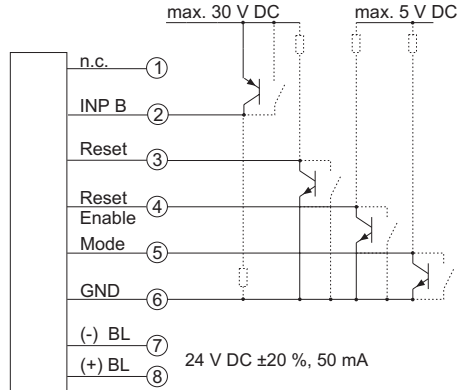 max. 30 V DC
max. 5 V DC
n.c.
1
INP B
2
Reset
3
Reset
Enable
4
Mode
5
GND
6
(-) BL
7
24 V DC ±20 %, 50 mA
(+) BL
8